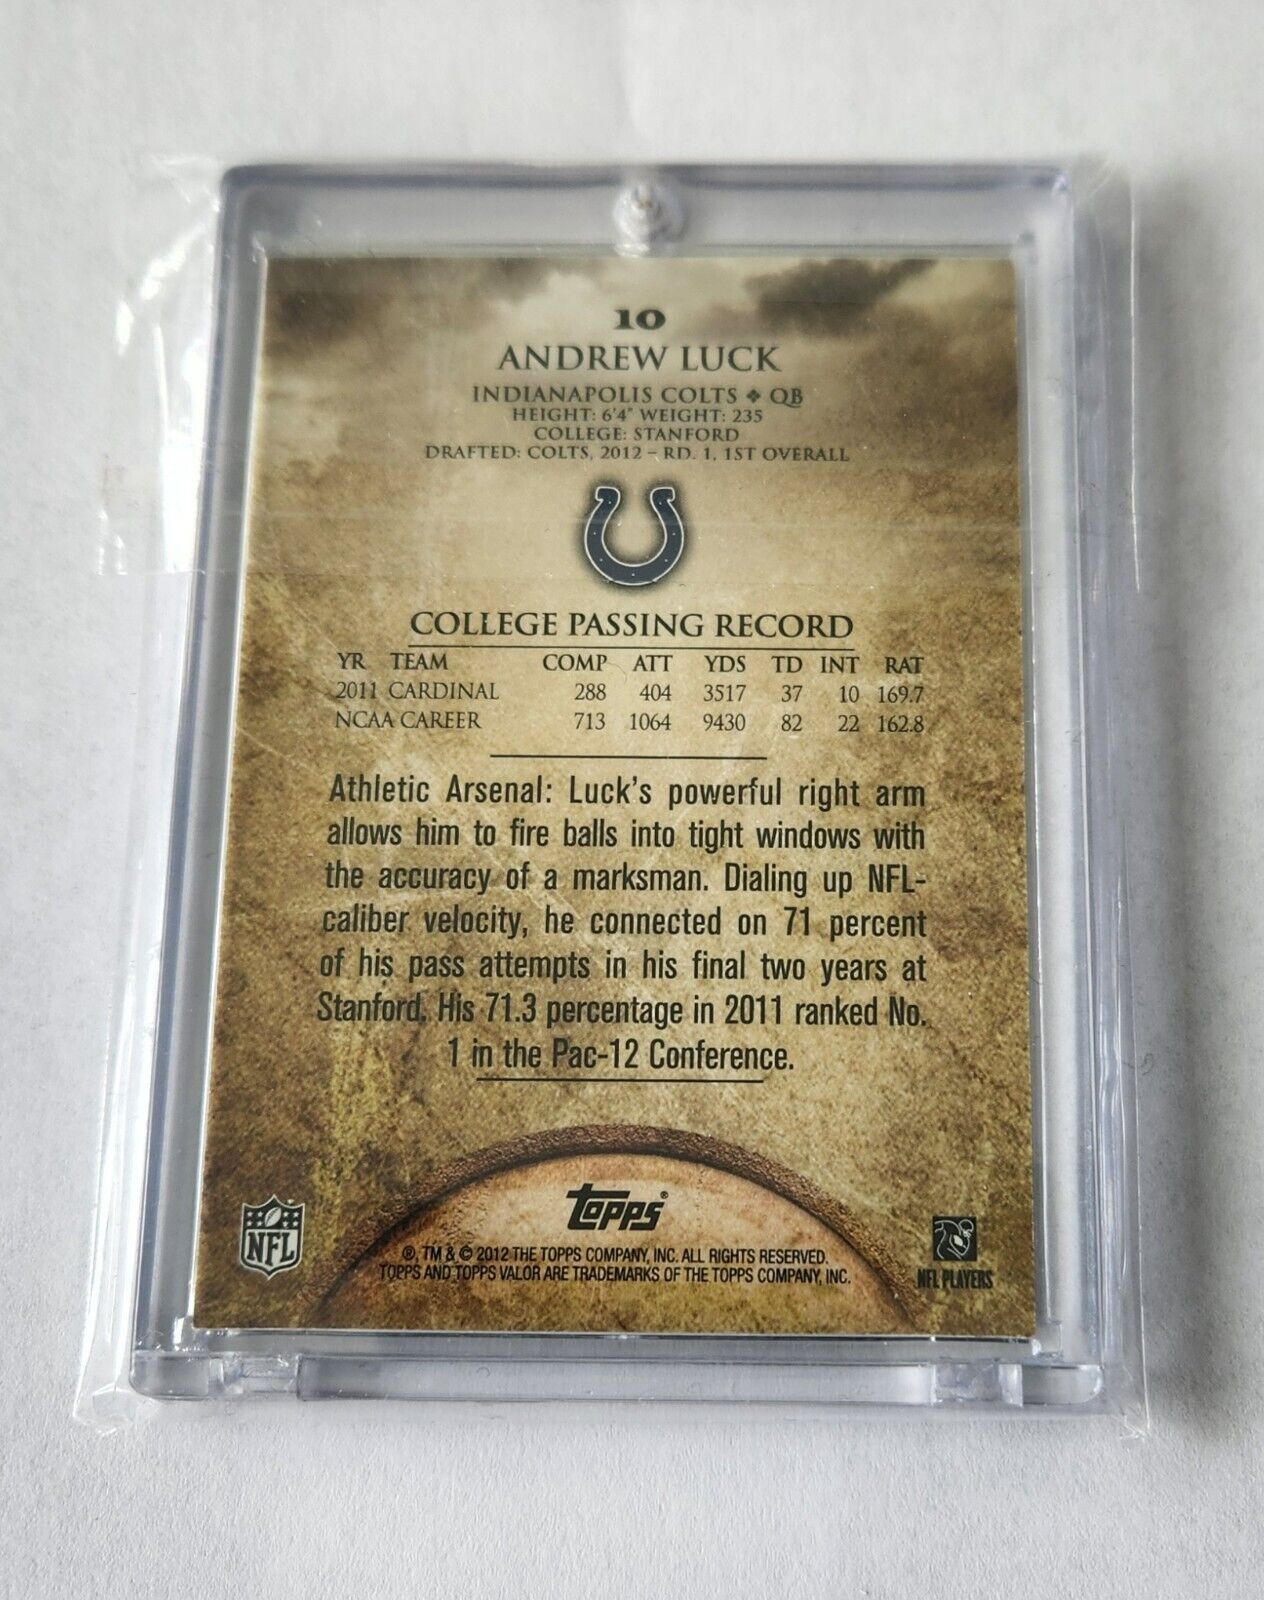 10
ANDREW LUCK
INDIANAPOLIS COLTS ❖ QB
HEIGHT: 6'4" WEIGHT: 235
COLLEGE: STANFORD
DRAFTED: COLTS, 2012 – RD. 1, 1ST OVERALL
COLLEGE PASSING RECORD
YR TEAM COMP ATT YDS TD INT RAT
2011 CARDINAL 288 404 3517 37 10 169.7
NCAA CAREER 713 1064 9430 82 22 162.8
Athletic Arsenal: Luck's powerful right arm
allows him to fire balls into tight windows with
the accuracy of a marksman. Dialing up NFL-
caliber velocity, he connected on 71 percent
of his pass attempts in his final two years at
Stanford. His 71.3 percentage in 2011 ranked No.
1 in the Pac-12 Conference.
topps®
®, TM & © 2012 THE TOPPS COMPANY, INC. ALL RIGHTS RESERVED.
TOPPS AND TOPPS VALOR ARE TRADEMARKS OF THE TOPPS COMPANY, INC.
NFL
NFL PLAYERS